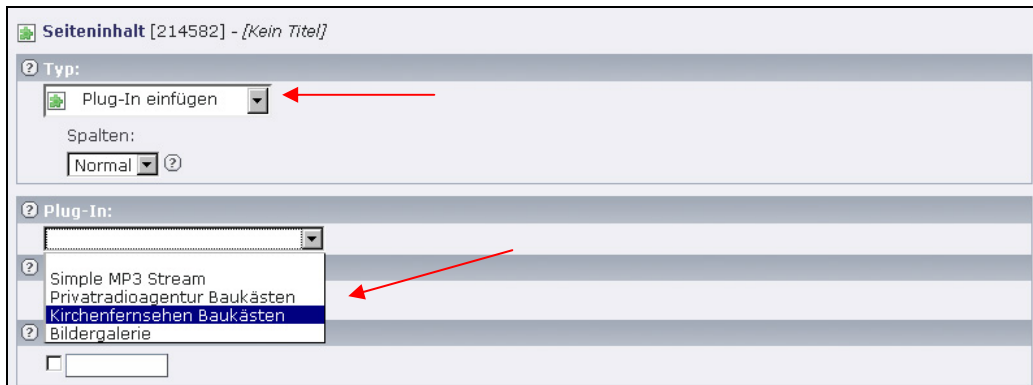 Seiteninhalt [214582] - [Kein Titel]
Typ:
Plug-In einfügen
Spalten:
Normal
Plug-In:
Simple MP3 Stream
Privatradioagentur Baukästen
Kirchenfernsehen Baukästen
Bildergalerie